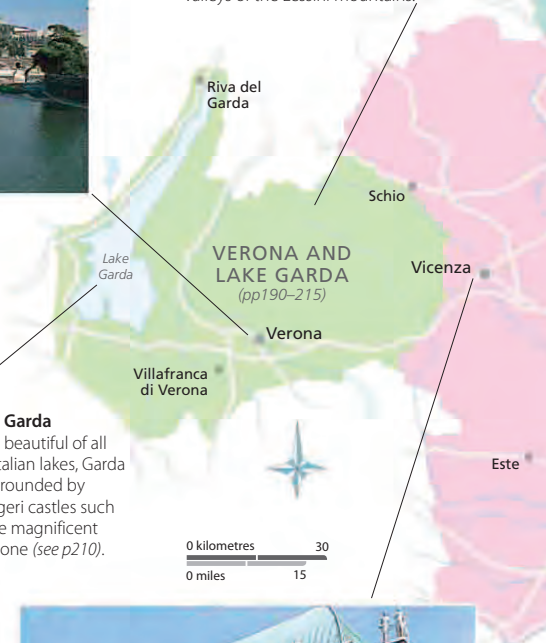 valleys of the Lessini mountains.
Riva del
Garda
Schio
Lake
Garda
VERONA AND
LAKE GARDA
(pp190–215)
Vicenza
Verona
Villafranca
di Verona
Garda
beautiful of all
talian lakes, Garda
rounded by
geri castles such
e magnificent
one (see p210).
Este
0 kilometres 30
0 miles 15